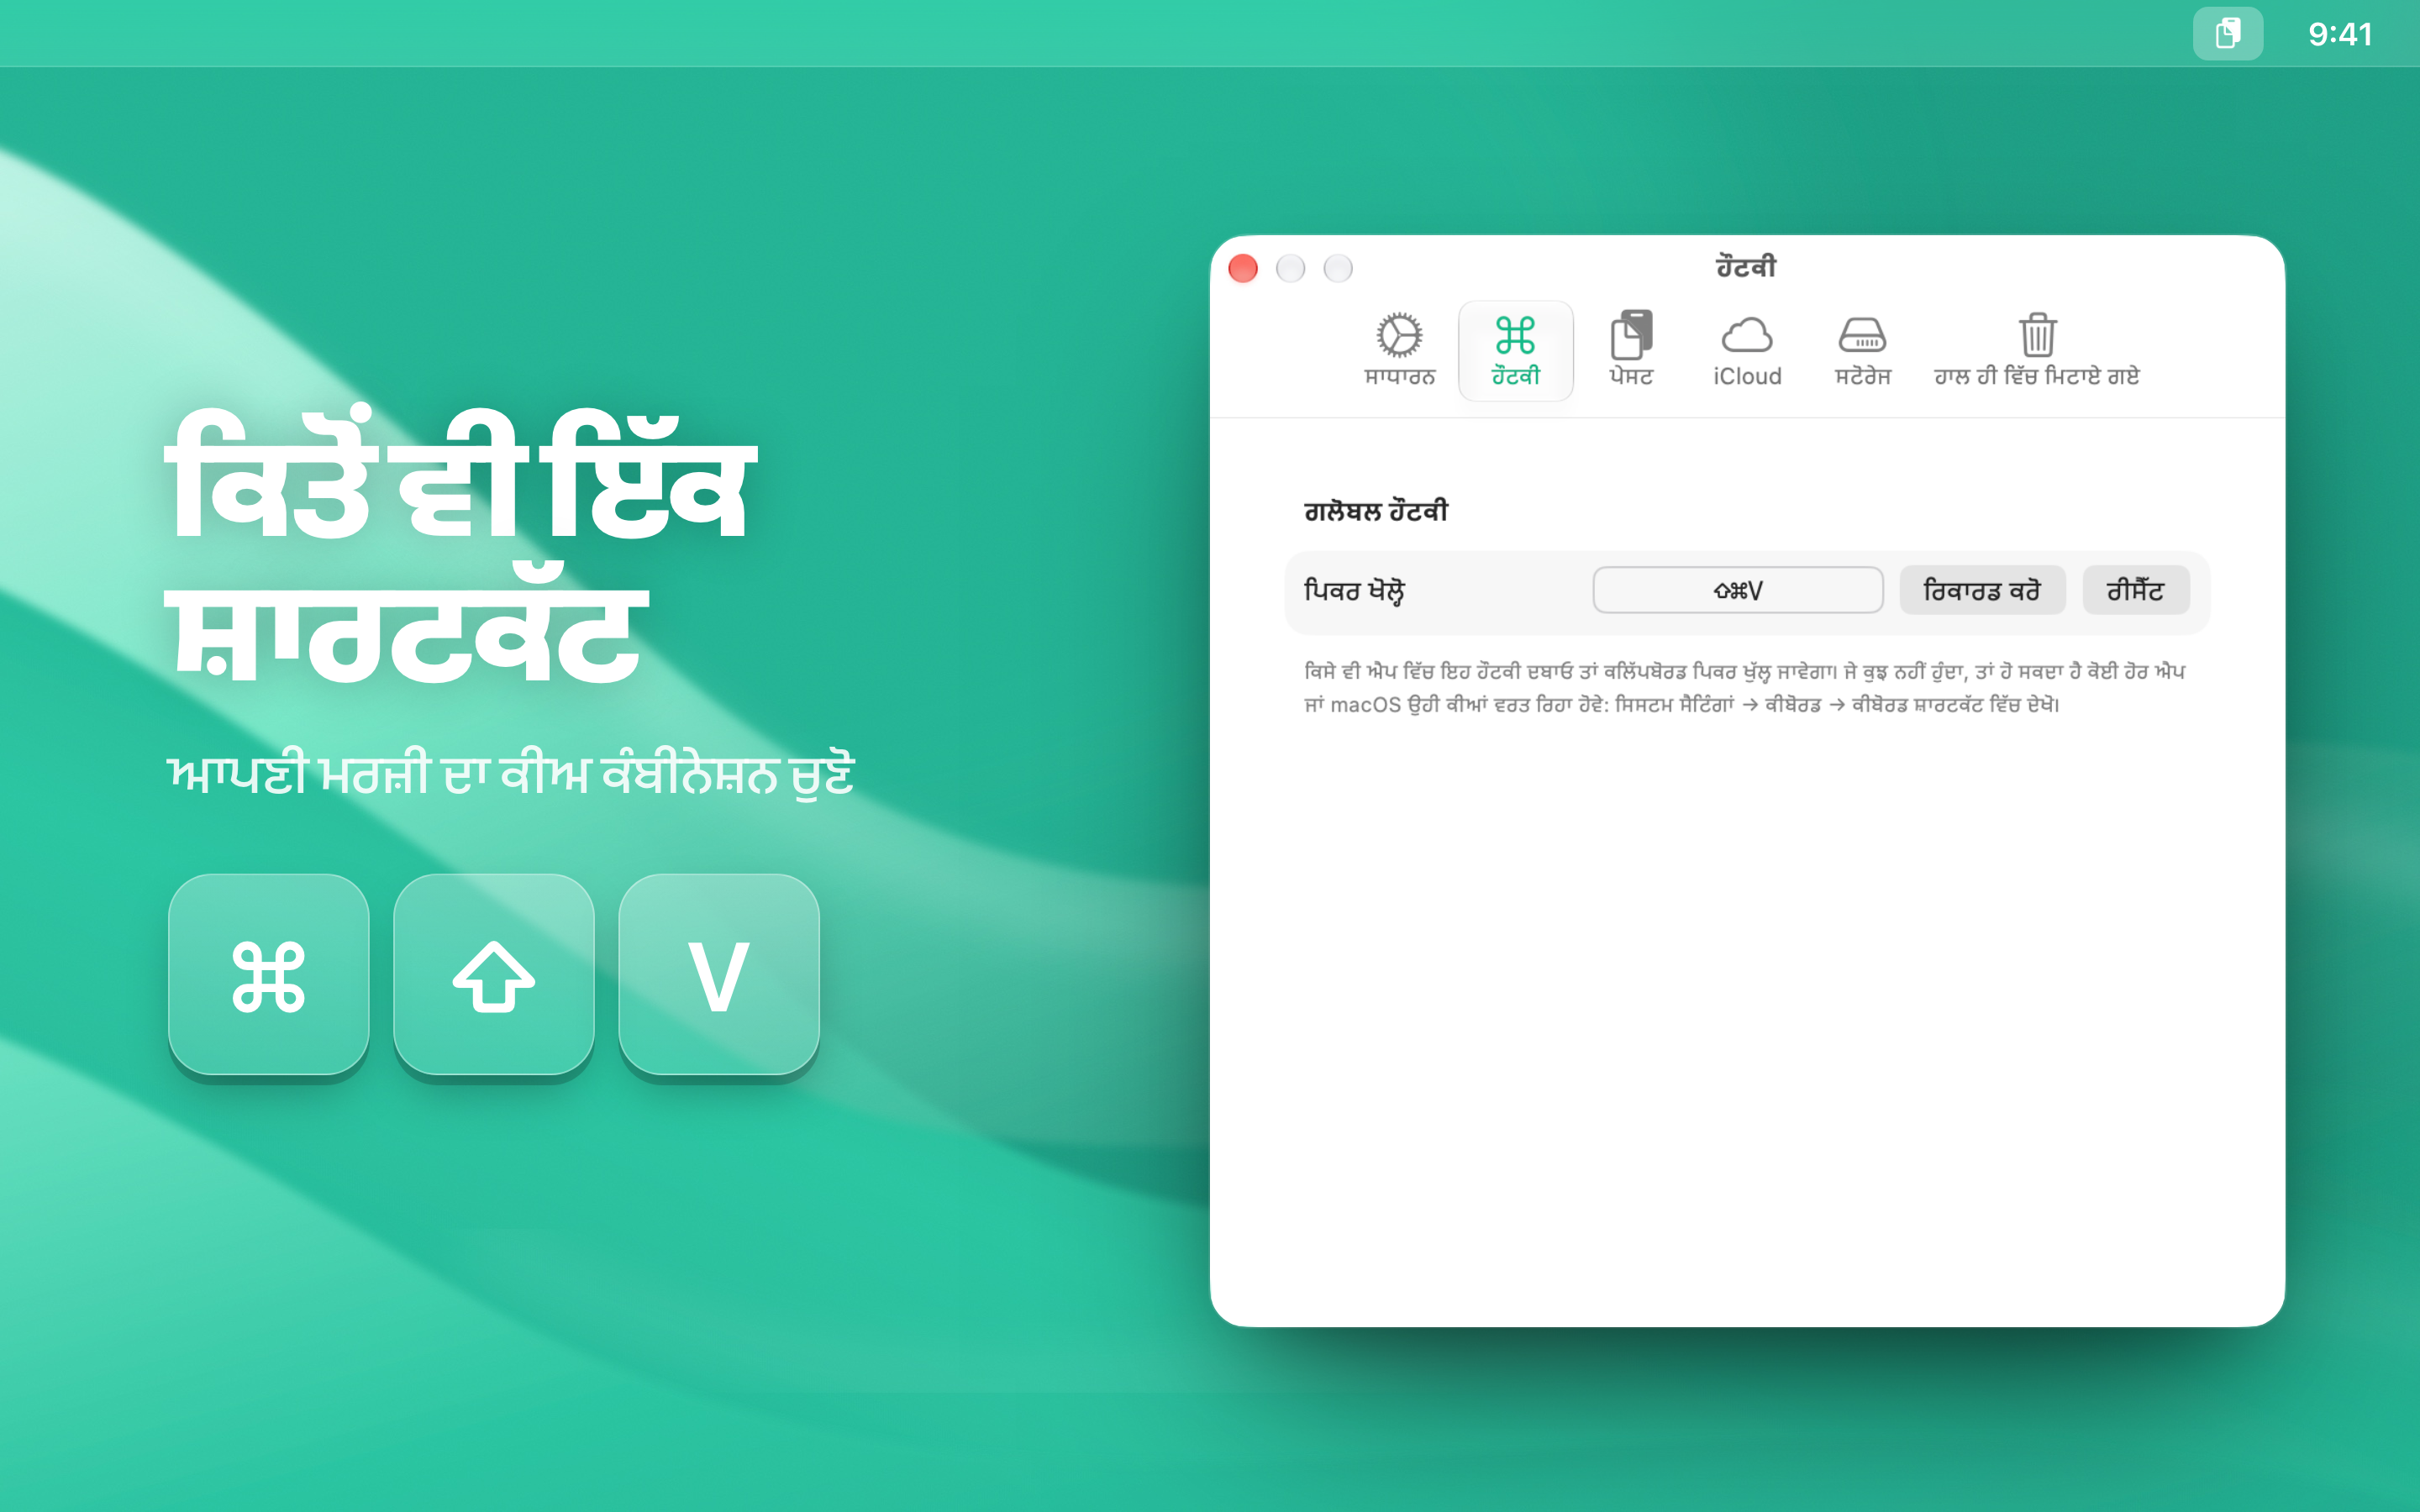 9:41
ਕਿਤੋਂ ਵੀ ਇੱਕ
ਸ਼ਾਰਟਕੱਟ
ਆਪਣੀ ਮਰਜ਼ੀ ਦਾ ਕੀਅ ਕੰਬੀਨੇਸ਼ਨ ਚੁਣੋ
⌘ ⇧ V
ਹੌਟਕੀ
ਸਾਧਾਰਨ ਹੌਟਕੀ ਪੇਸਟ iCloud ਸਟੋਰੇਜ ਹਾਲ ਹੀ ਵਿੱਚ ਮਿਟਾਏ ਗਏ
ਗਲੋਬਲ ਹੌਟਕੀ
ਪਿਕਰ ਖੋਲ੍ਹੋ ⇧⌘V ਰਿਕਾਰਡ ਕਰੋ ਰੀਸੈੱਟ
ਕਿਸੇ ਵੀ ਐਪ ਵਿੱਚ ਇਹ ਹੌਟਕੀ ਦਬਾਓ ਤਾਂ ਕਲਿੱਪਬੋਰਡ ਪਿਕਰ ਖੁੱਲ੍ਹ ਜਾਵੇਗਾ। ਜੇ ਕੁਝ ਨਹੀਂ ਹੁੰਦਾ, ਤਾਂ ਹੋ ਸਕਦਾ ਹੈ ਕੋਈ ਹੋਰ ਐਪ
ਜਾਂ macOS ਉਹੀ ਕੀਆਂ ਵਰਤ ਰਿਹਾ ਹੋਵੇ: ਸਿਸਟਮ ਸੈਟਿੰਗਾਂ → ਕੀਬੋਰਡ → ਕੀਬੋਰਡ ਸ਼ਾਰਟਕੱਟ ਵਿੱਚ ਦੇਖੋ।